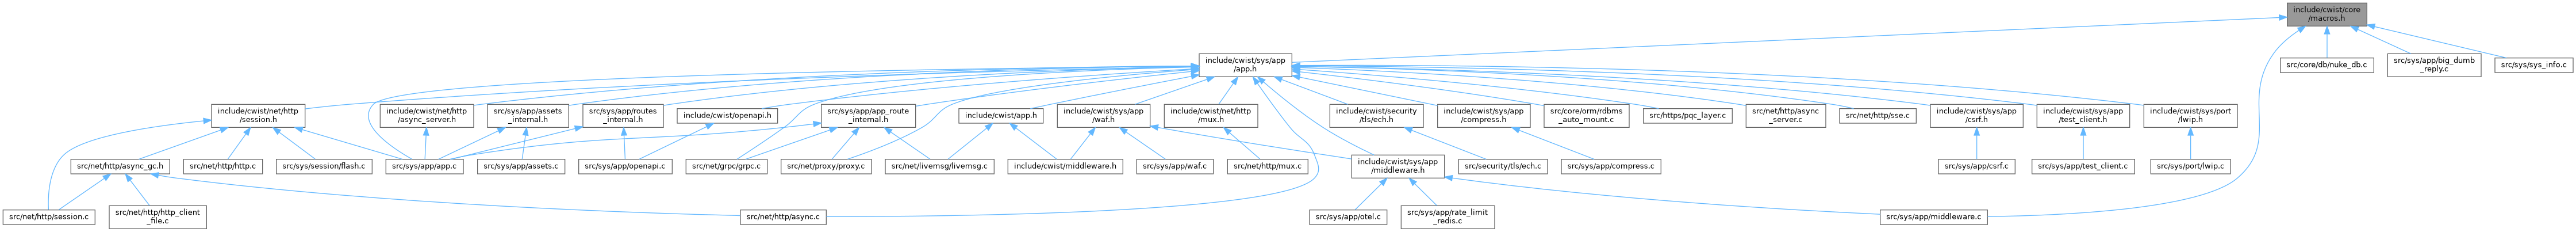 include/cwist/core
/macros.h
include/cwist/sys/app
/app.h
src/core/db/nuke_db.c
src/sys/app/big_dumb
_reply.c
src/sys/sys_info.c
include/cwist/net/http
/session.h
include/cwist/net/http
/async_server.h
src/sys/app/assets
_internal.h
src/sys/app/routes
_internal.h
include/cwist/openapi.h
src/sys/app/app_route
_internal.h
include/cwist/app.h
include/cwist/sys/app
/waf.h
include/cwist/net/http
/mux.h
include/cwist/security
/tls/ech.h
include/cwist/sys/app
/compress.h
src/core/orm/rdbms
_auto_mount.c
src/https/pqc_layer.c
src/net/http/async
_server.c
src/net/http/sse.c
include/cwist/sys/app
/csrf.h
include/cwist/sys/app
/test_client.h
include/cwist/sys/port
/lwip.h
src/net/http/async_gc.h
src/net/http/http.c
src/sys/session/flash.c
src/sys/app/app.c
src/sys/app/assets.c
src/sys/app/openapi.c
src/net/grpc/grpc.c
src/net/proxy/proxy.c
src/net/livemsg/livemsg.c
include/cwist/middleware.h
src/sys/app/waf.c
src/net/http/mux.c
include/cwist/sys/app
/middleware.h
src/security/tls/ech.c
src/sys/app/compress.c
src/sys/app/csrf.c
src/sys/app/test_client.c
src/sys/port/lwip.c
src/net/http/session.c
src/net/http/http_client
_file.c
src/net/http/async.c
src/sys/app/otel.c
src/sys/app/rate_limit
_redis.c
src/sys/app/middleware.c